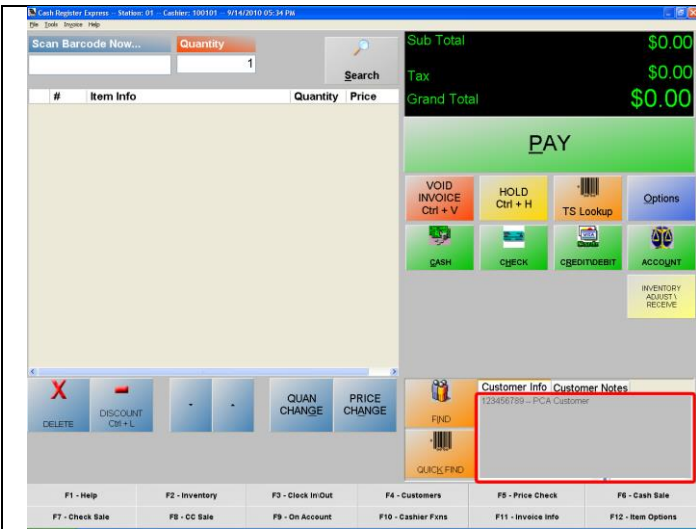 Cash Register Express -- Station: 01 -- Cashier: 100101 -- 9/14/2010 05:34 PM
File Tools Invoice Help
Scan Barcode Now...
Quantity
1
Search
# Item Info Quantity Price
Sub Total $0.00
Tax $0.00
Grand Total $0.00
PAY
VOID
INVOICE
Ctrl + V
HOLD
Ctrl + H
TS Lookup
Options
CASH
CHECK
CREDIT\DEBIT
ACCOUNT
INVENTORY
ADJUST \
RECEIVE
DELETE
DISCOUNT
Ctrl + L
QUAN
CHANGE
PRICE
CHANGE
FIND
QUICK FIND
Customer Info Customer Notes
123456789 -- PCA Customer
F1 - Help F2 - Inventory F3 - Clock In\Out F4 - Customers F5 - Price Check F6 - Cash Sale
F7 - Check Sale F8 - CC Sale F9 - On Account F10 - Cashier Fxns F11 - Invoice Info F12 - Item Options